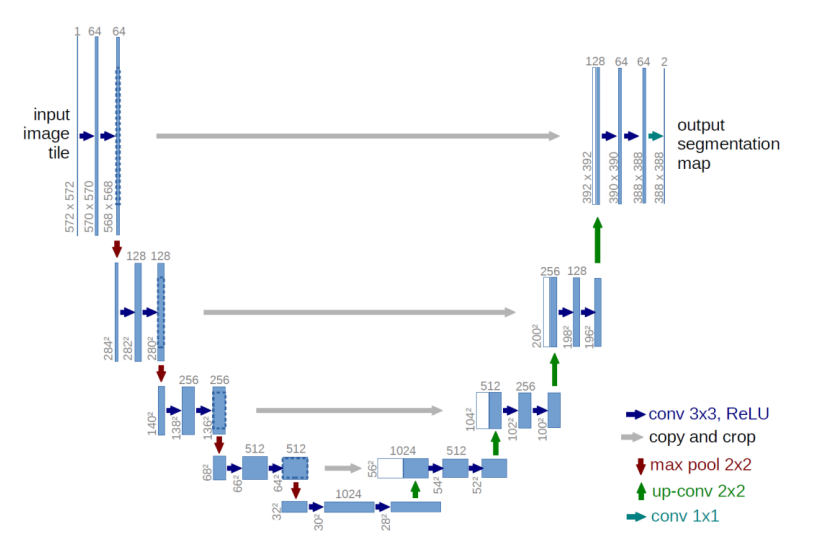 1 64 64
input
image
tile
572 x 572
570 x 570
568 x 568
128 64 64 2
output
segmentation
map
392 x 392
390 x 390
388 x 388
388 x 388
128 128
284²
282²
280²
256 128
200²
198²
196²
256 256
140²
138²
136²
512 256
104²
102²
100²
512 512
68²
66²
64²
1024 512
56²
54²
52²
1024
32²
30²
28²
conv 3x3, ReLU
copy and crop
max pool 2x2
up-conv 2x2
conv 1x1